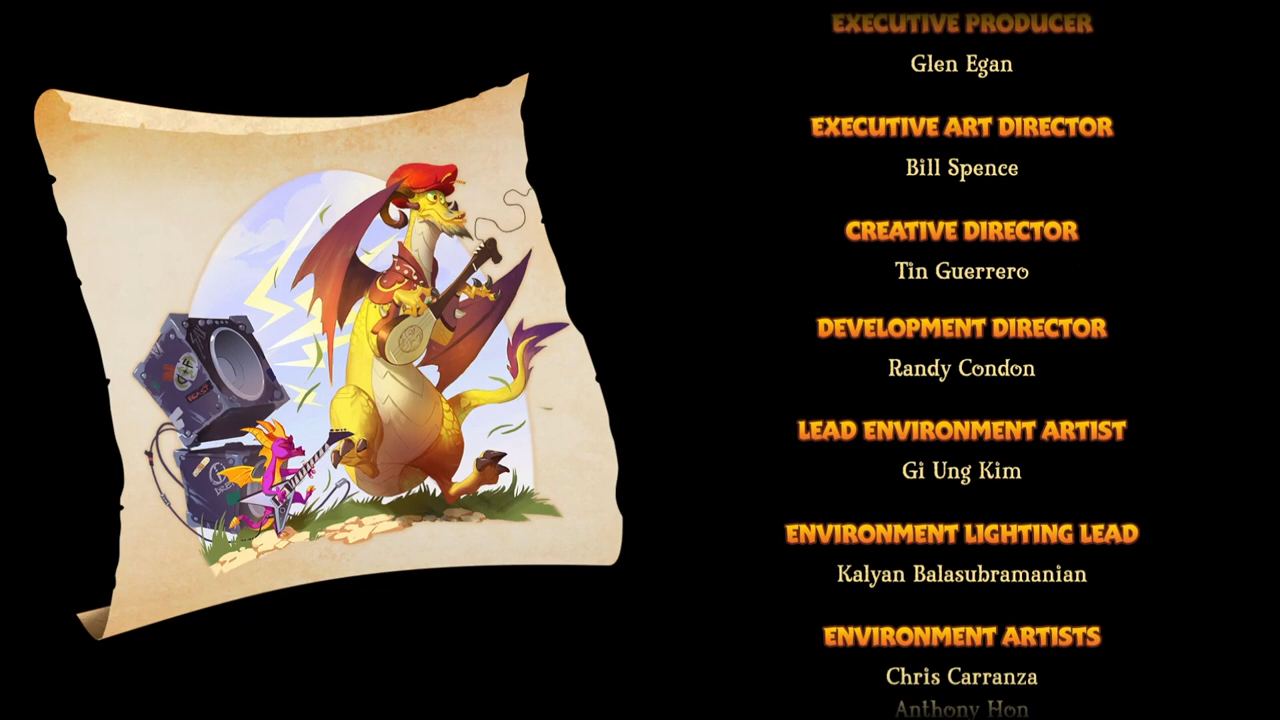 EXECUTIVE PRODUCER
Glen Egan
EXECUTIVE ART DIRECTOR
Bill Spence
CREATIVE DIRECTOR
Tin Guerrero
DEVELOPMENT DIRECTOR
Randy Condon
LEAD ENVIRONMENT ARTIST
Gi Ung Kim
ENVIRONMENT LIGHTING LEAD
Kalyan Balasubramanian
ENVIRONMENT ARTISTS
Chris Carranza
Anthony Hon